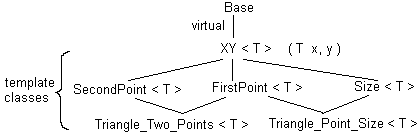 Base
virtual
XY < T > ( T x, y )
template
classes
SecondPoint < T > FirstPoint < T > Size < T >
Triangle_Two_Points < T > Triangle_Point_Size < T >